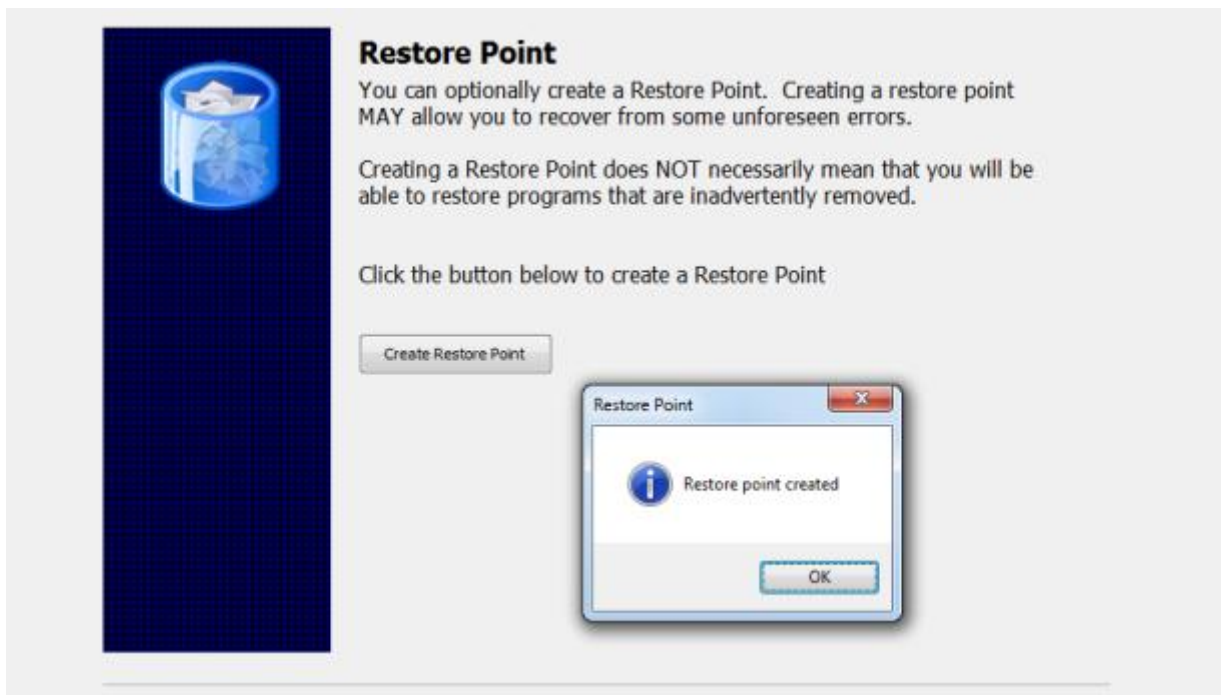 Restore Point
You can optionally create a Restore Point.  Creating a restore point
MAY allow you to recover from some unforeseen errors.
Creating a Restore Point does NOT necessarily mean that you will be
able to restore programs that are inadvertently removed.
Click the button below to create a Restore Point
Create Restore Point
Restore Point
Restore point created
OK